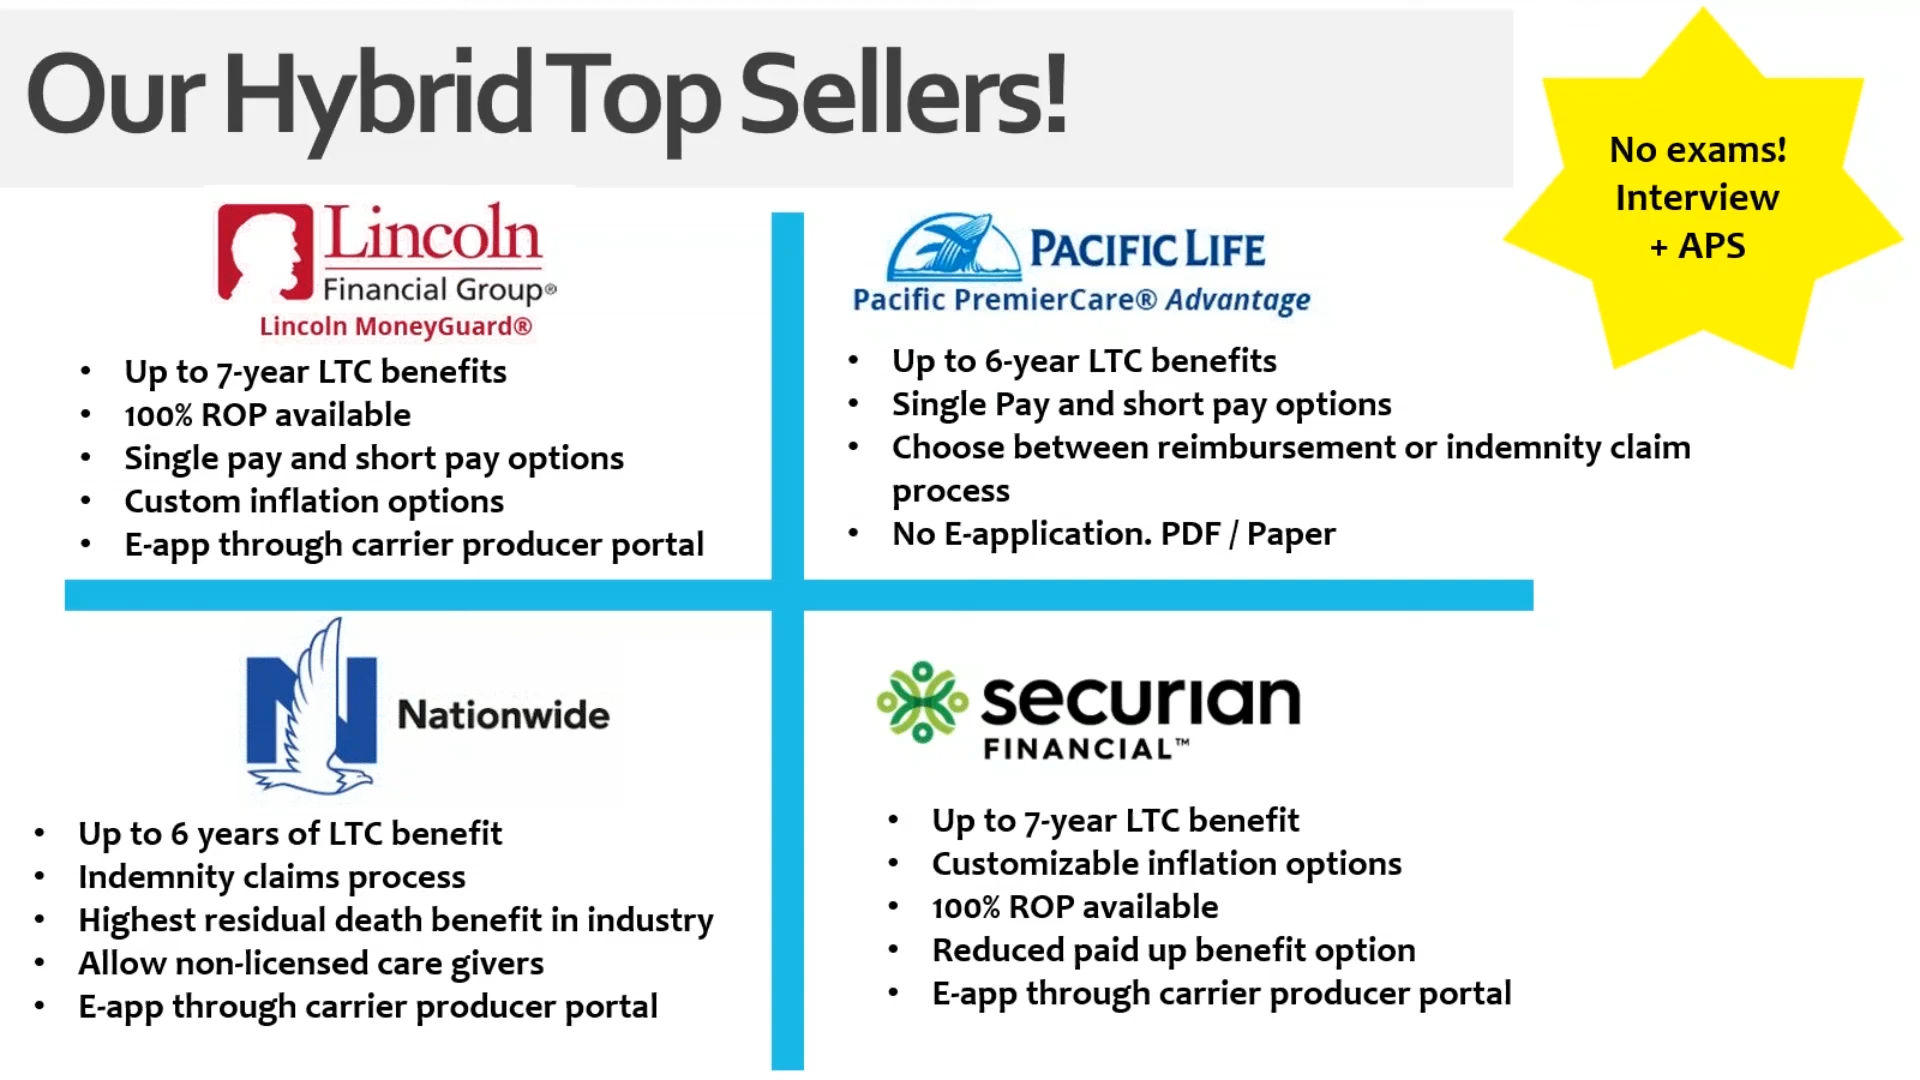 Our Hybrid Top Sellers!
No exams!
Interview
+ APS
Lincoln
Financial Group®
Lincoln MoneyGuard®
• Up to 7-year LTC benefits
• 100% ROP available
• Single pay and short pay options
• Custom inflation options
• E-app through carrier producer portal
PACIFIC LIFE
Pacific PremierCare® Advantage
• Up to 6-year LTC benefits
• Single Pay and short pay options
• Choose between reimbursement or indemnity claim
process
• No E-application. PDF / Paper
N
Nationwide
• Up to 6 years of LTC benefit
• Indemnity claims process
• Highest residual death benefit in industry
• Allow non-licensed care givers
• E-app through carrier producer portal
securian
FINANCIAL™
• Up to 7-year LTC benefit
• Customizable inflation options
• 100% ROP available
• Reduced paid up benefit option
• E-app through carrier producer portal